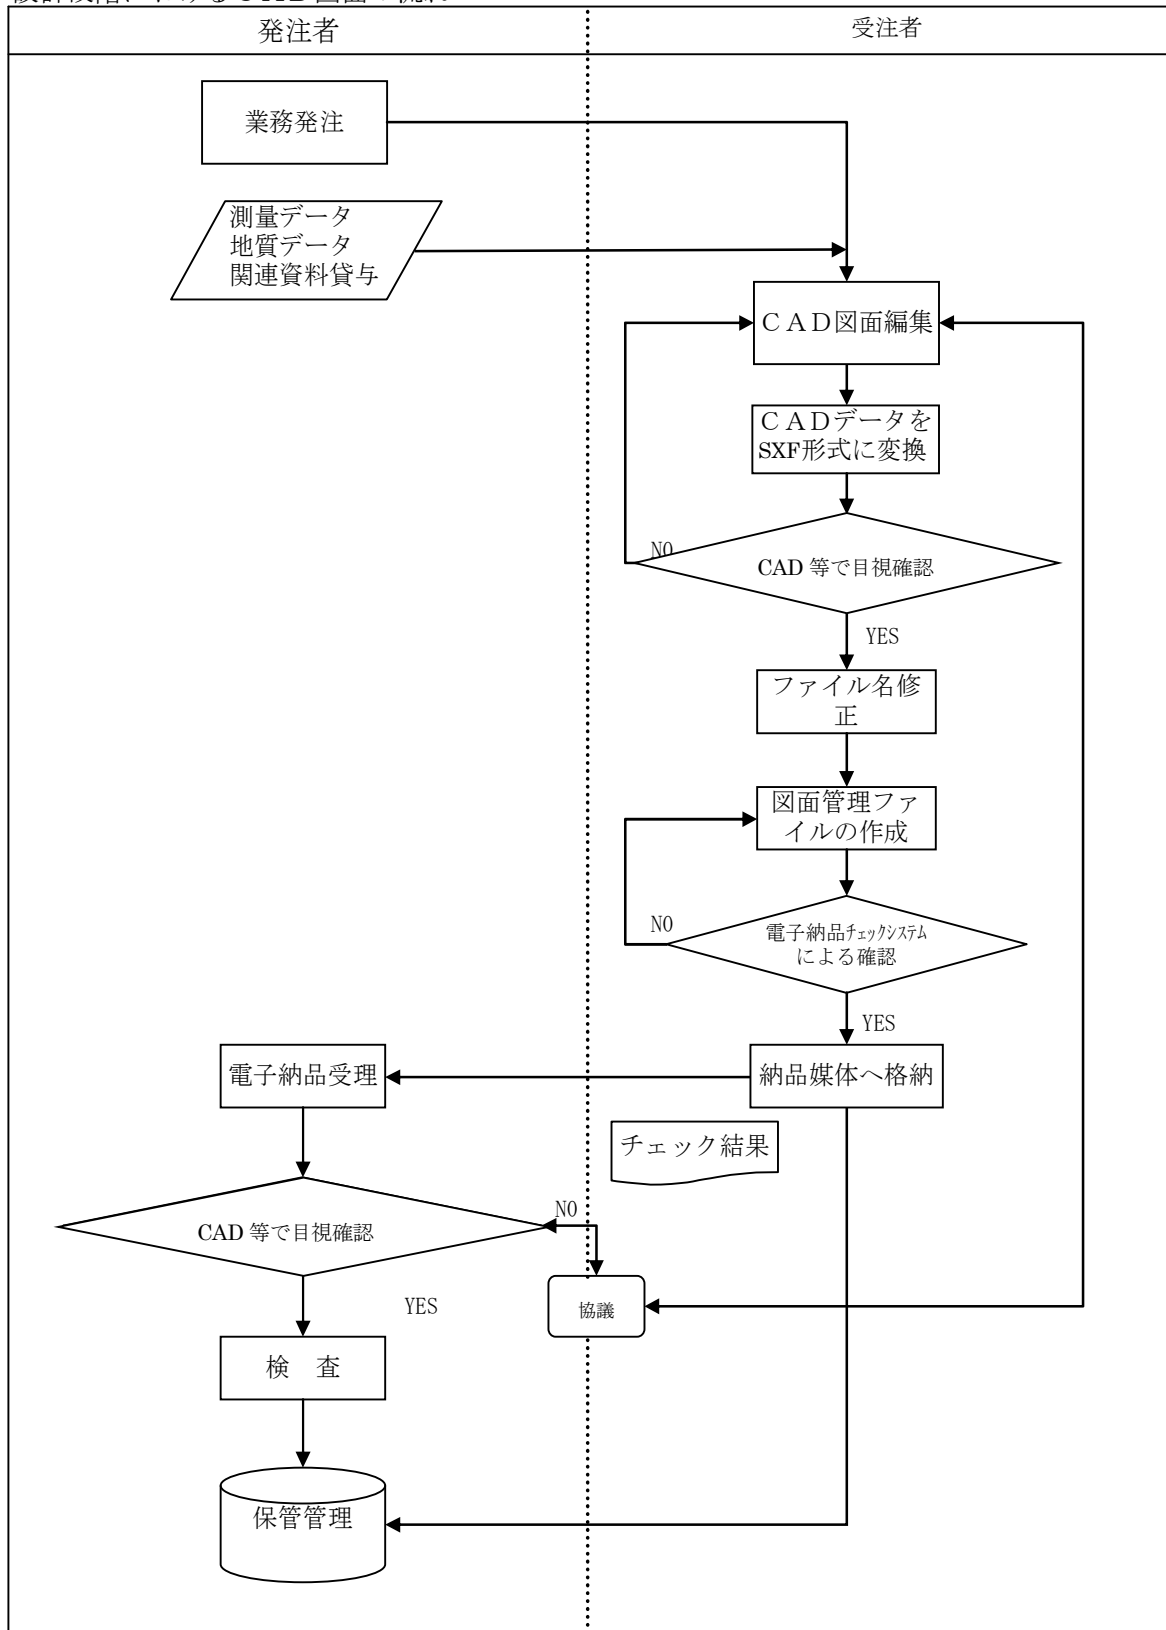 発注者
受注者
業務発注
測量データ
地質データ
関連資料貸与
ＣＡＤ図面編集
ＣＡＤデータを
SXF形式に変換
NO
CAD 等で目視確認
YES
ファイル名修
正
図面管理ファ
イルの作成
NO
電子納品ﾁｪｯｸｼｽﾃﾑ
による確認
YES
電子納品受理
納品媒体へ格納
チェック結果
NO
CAD 等で目視確認
協議
YES
検　査
保管管理